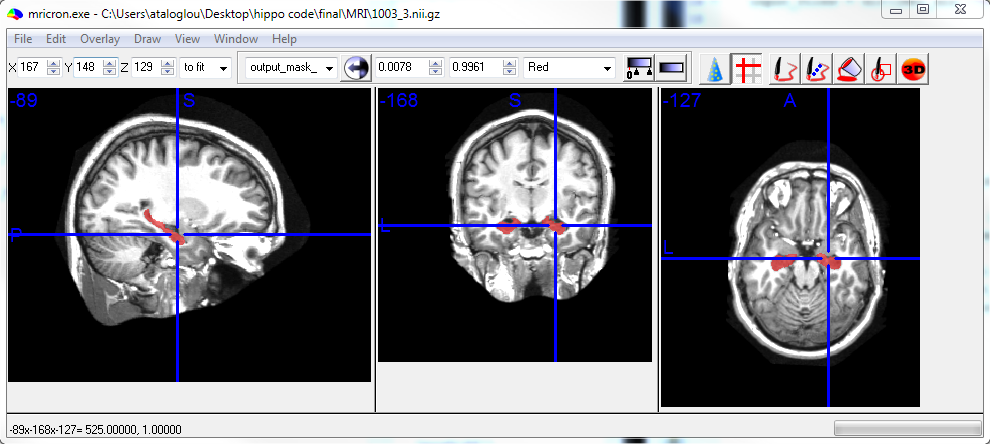 mricron.exe - C:\Users\ataloglou\Desktop\hippo code\final\MRI\1003_3.nii.gz
File Edit Overlay Draw View Window Help
X 167 Y 148 Z 129 to fit output_mask_ 0.0078 0.9961 Red 0 3D
-89 S -168 S -127 A
P L L
-89x-168x-127= 525.00000, 1.00000